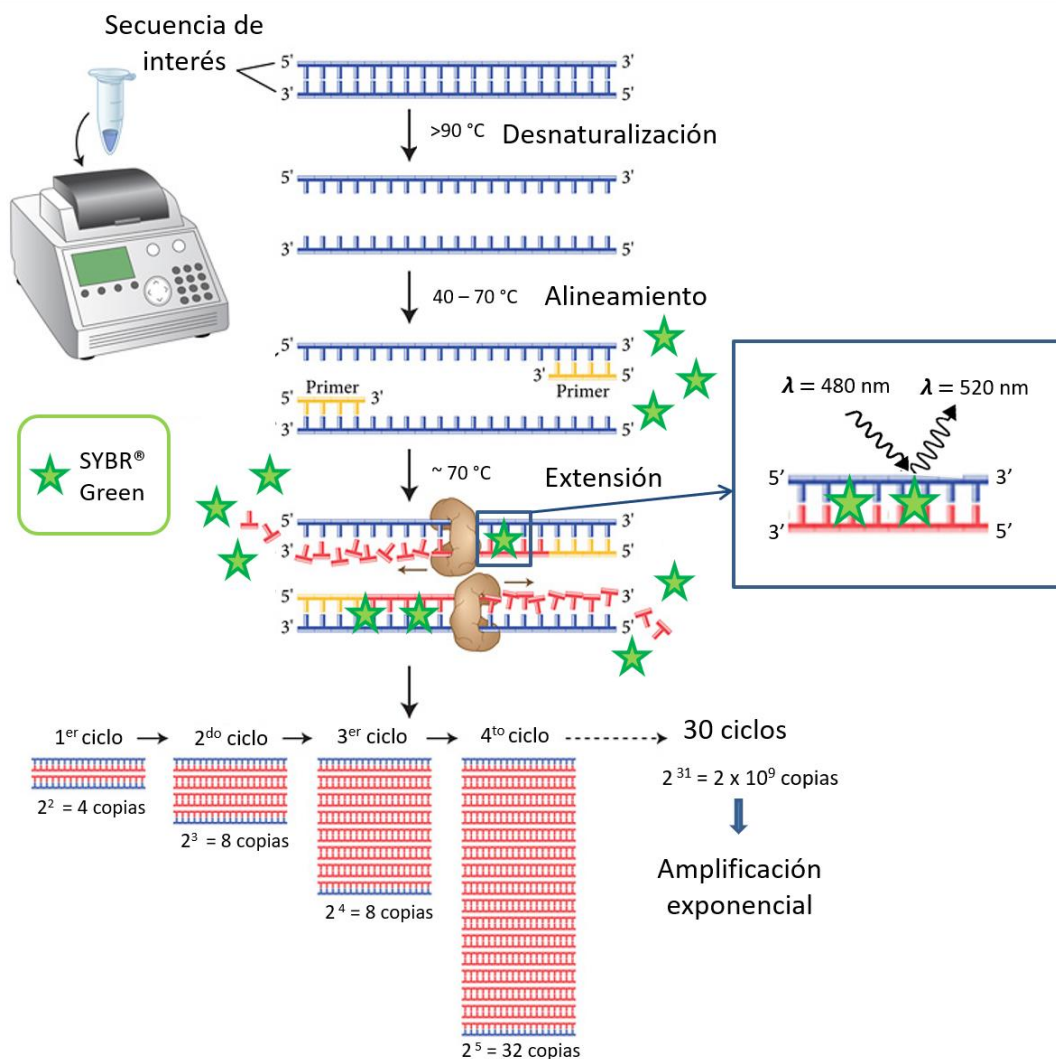 Secuencia de
interés
5' 3'
3' 5'
>90 °C Desnaturalización
5' 3'
3' 5'
40 – 70 °C Alineamiento
5' 3'
3' 5'
Primer
Primer
5' 3'
3' 5'
λ = 480 nm λ = 520 nm
5' 3'
3' 5'
SYBR®
Green
~ 70 °C Extensión
5' 3'
3' 5'
5' 3'
3' 5'
1er ciclo 2do ciclo 3er ciclo 4to ciclo 30 ciclos
2² = 4 copias
2³ = 8 copias
2⁴ = 8 copias
2⁵ = 32 copias
2³¹ = 2 x 10⁹ copias
Amplificación
exponencial